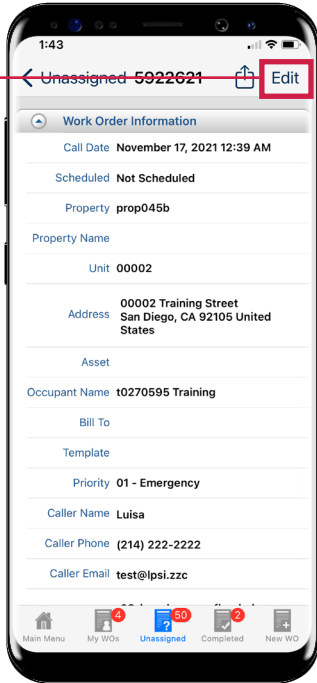 1:43
Unassigned 5922621 Edit
Work Order Information
Call Date November 17, 2021 12:39 AM
Scheduled Not Scheduled
Property prop045b
Property Name
Unit 00002
Address 00002 Training Street
San Diego, CA 92105 United
States
Asset
Occupant Name t0270595 Training
Bill To
Template
Priority 01 - Emergency
Caller Name Luisa
Caller Phone (214) 222-2222
Caller Email test@lpsi.zzc
4 50 2
Main Menu My WOs Unassigned Completed New WO